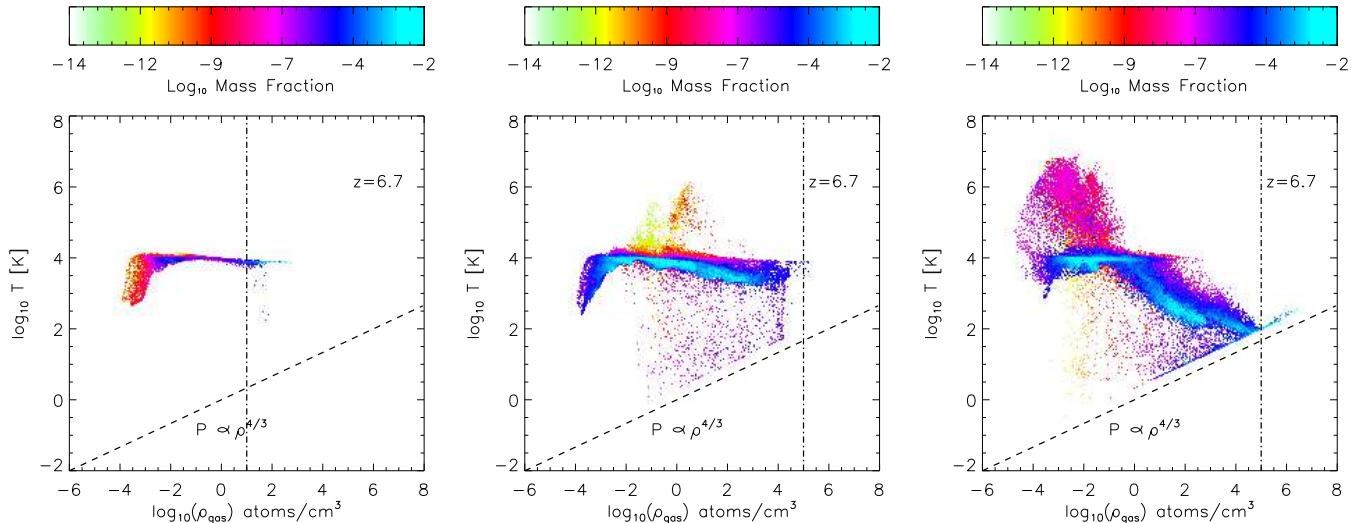 −14 −12 −9 −7 −4 −2
Log₁₀ Mass Fraction
8
6
4
2
0
−2
log₁₀ T [K]
z=6.7
P ∝ ρ^4/3
−6 −4 −2 0 2 4 6 8
log₁₀(ρgas) atoms/cm³
−14 −12 −9 −7 −4 −2
Log₁₀ Mass Fraction
8
6
4
2
0
−2
log₁₀ T [K]
z=6.7
P ∝ ρ^4/3
−6 −4 −2 0 2 4 6 8
log₁₀(ρgas) atoms/cm³
−14 −12 −9 −7 −4 −2
Log₁₀ Mass Fraction
8
6
4
2
0
−2
log₁₀ T [K]
z=6.7
P ∝ ρ^4/3
−6 −4 −2 0 2 4 6 8
log₁₀(ρgas) atoms/cm³